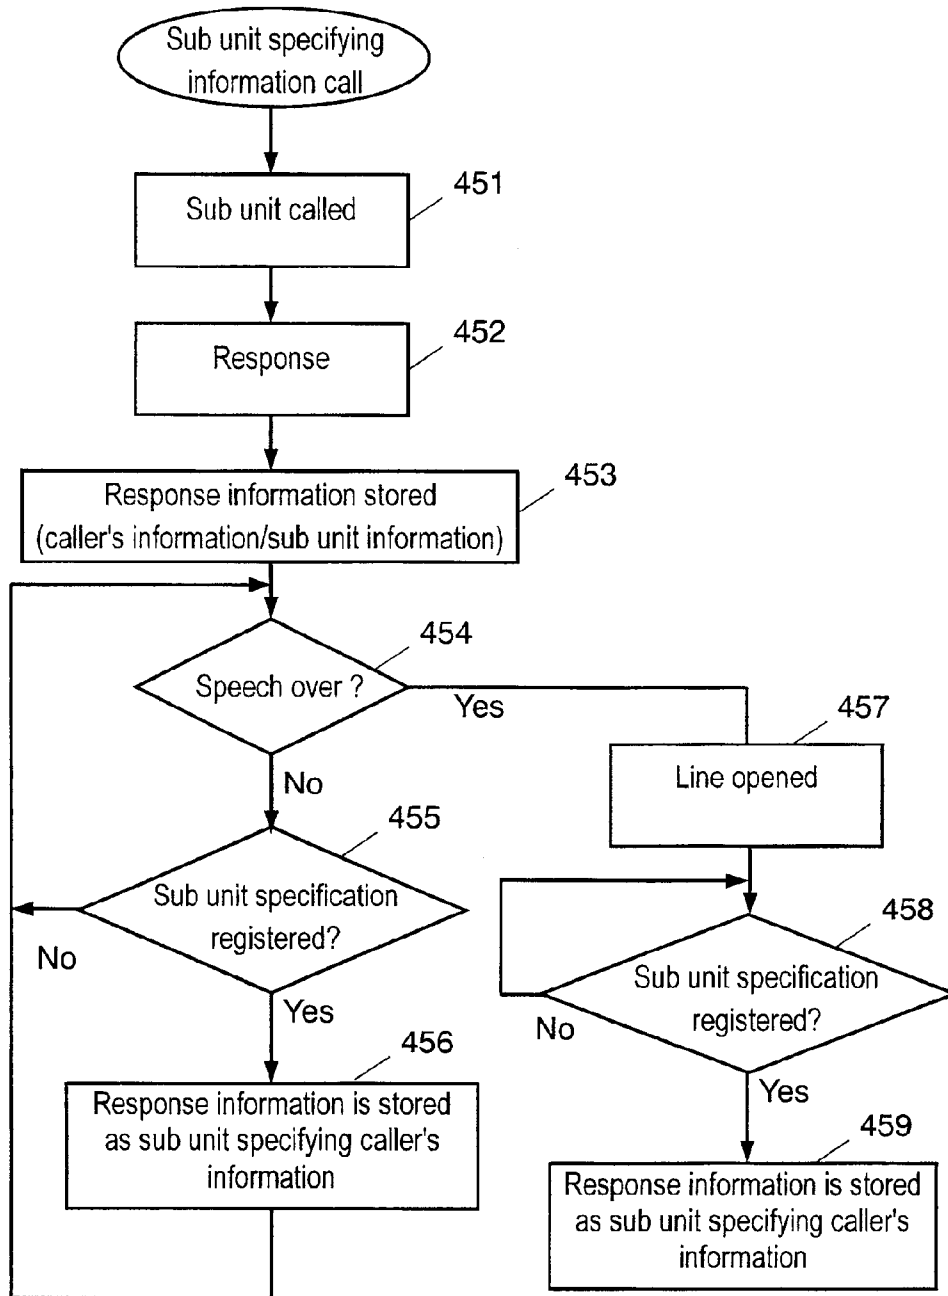 Sub unit specifying
information call
451
Sub unit called
452
Response
453
Response information stored
(caller's information/sub unit information)
454
Speech over ?
Yes
No
457
Line opened
455
Sub unit specification
registered?
No
Yes
458
Sub unit specification
registered?
No
Yes
456
Response information is stored
as sub unit specifying caller's
information
459
Response information is stored
as sub unit specifying caller's
information